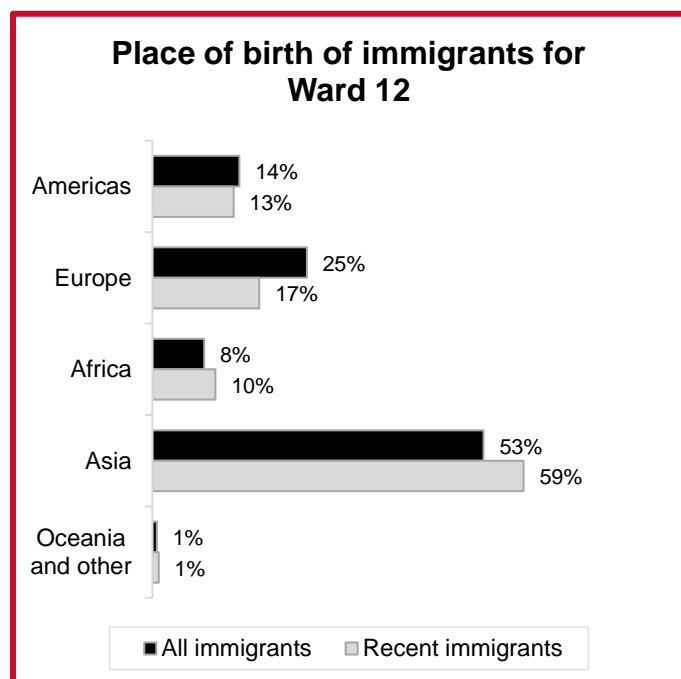 Place of birth of immigrants for
Ward 12
Americas
14%
13%
Europe
25%
17%
Africa
8%
10%
Asia
53%
59%
Oceania
and other
1%
1%
All immigrants
Recent immigrants